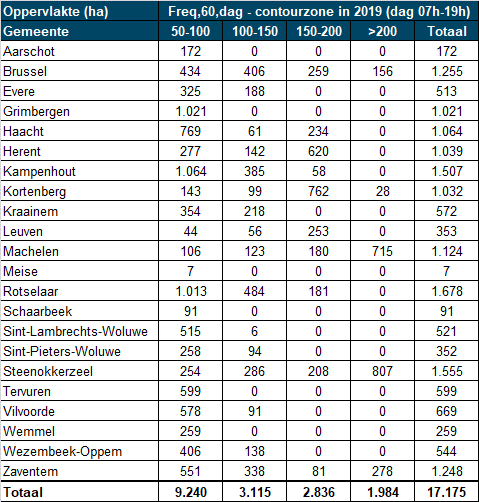 Oppervlakte (ha) Freq,60,dag - contourzone in 2019 (dag 07h-19h)
Gemeente 50-100 100-150 150-200 >200 Totaal
Aarschot 172 0 0 0 172
Brussel 434 406 259 156 1.255
Evere 325 188 0 0 513
Grimbergen 1.021 0 0 0 1.021
Haacht 769 61 234 0 1.064
Herent 277 142 620 0 1.039
Kampenhout 1.064 385 58 0 1.507
Kortenberg 143 99 762 28 1.032
Kraainem 354 218 0 0 572
Leuven 44 56 253 0 353
Machelen 106 123 180 715 1.124
Meise 7 0 0 0 7
Rotselaar 1.013 484 181 0 1.678
Schaarbeek 91 0 0 0 91
Sint-Lambrechts-Woluwe 515 6 0 0 521
Sint-Pieters-Woluwe 258 94 0 0 352
Steenokkerzeel 254 286 208 807 1.555
Tervuren 599 0 0 0 599
Vilvoorde 578 91 0 0 669
Wemmel 259 0 0 0 259
Wezembeek-Oppem 406 138 0 0 544
Zaventem 551 338 81 278 1.248
Totaal 9.240 3.115 2.836 1.984 17.175